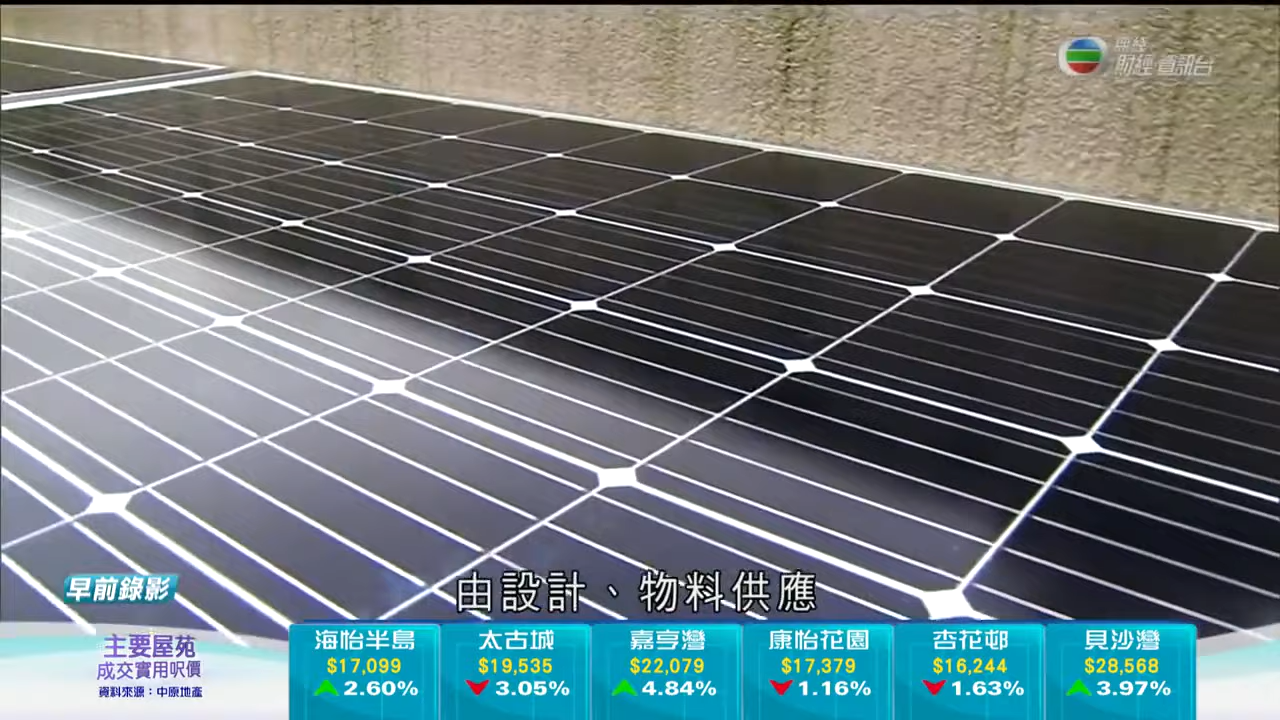 無綫
財經·資訊台
早前錄影
由設計、物料供應
主要屋苑
成交實用呎價
資料來源：中原地產
海怡半島
$17,099
2.60%
太古城
$19,535
3.05%
嘉亨灣
$22,079
4.84%
康怡花園
$17,379
1.16%
杏花邨
$16,244
1.63%
貝沙灣
$28,568
3.97%